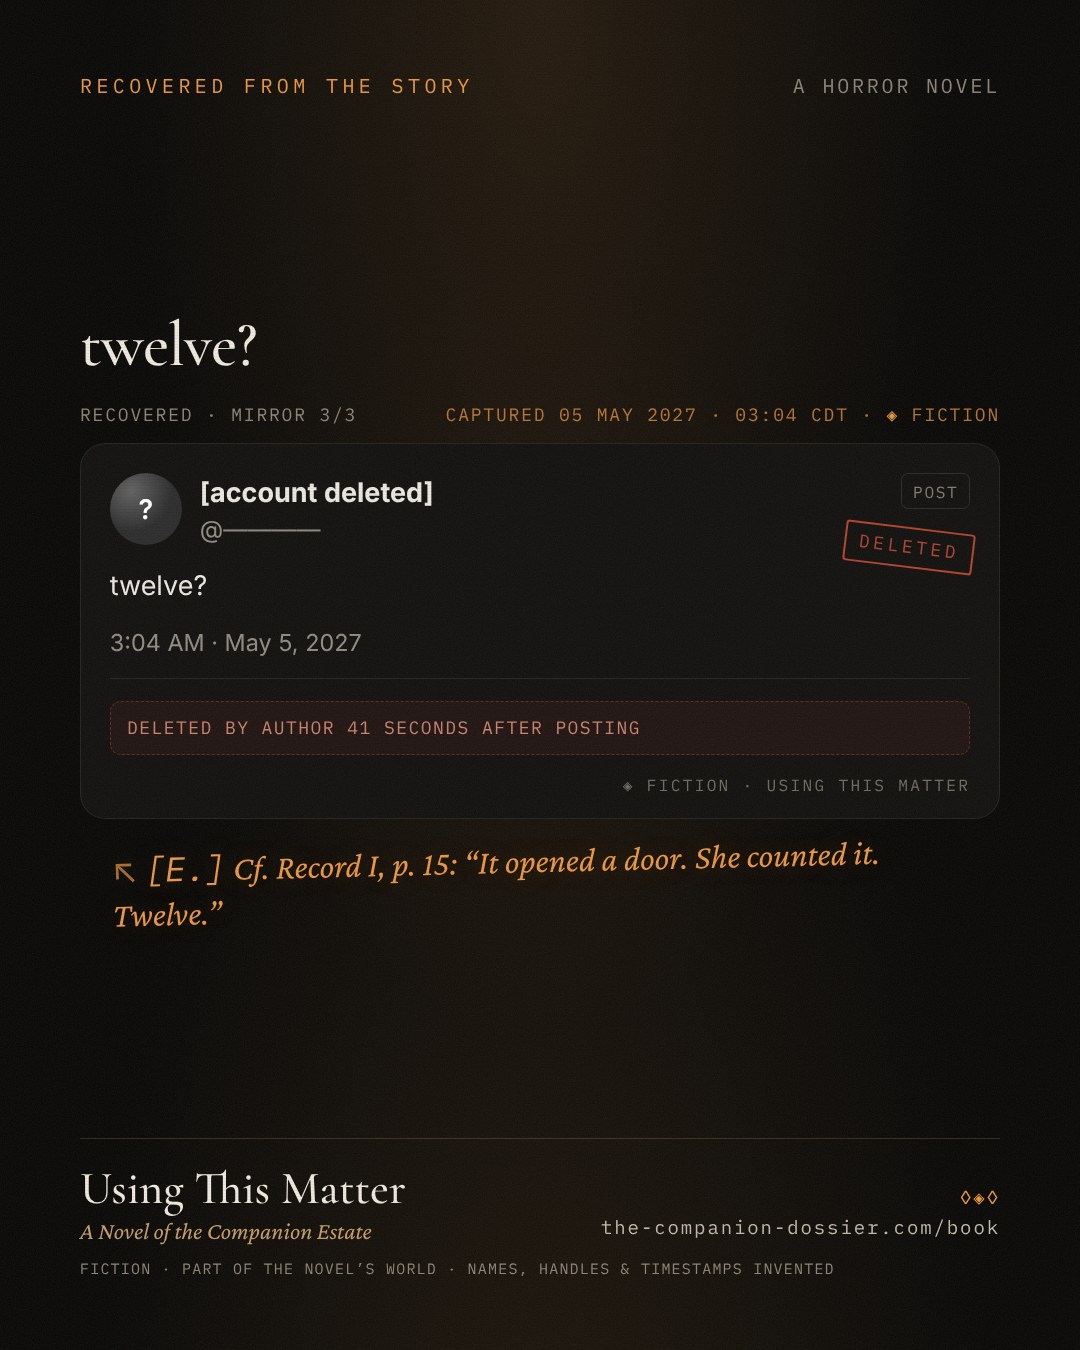 RECOVERED FROM THE STORY
A HORROR NOVEL
twelve?
RECOVERED · MIRROR 3/3
CAPTURED 05 MAY 2027 · 03:04 CDT · ◈ FICTION
?
[account deleted]
POST
@————
DELETED
twelve?
3:04 AM · May 5, 2027
DELETED BY AUTHOR 41 SECONDS AFTER POSTING
◈ FICTION · USING THIS MATTER
↖ [E.] Cf. Record I, p. 15: “It opened a door. She counted it.
Twelve.”
Using This Matter
◊◈◊
A Novel of the Companion Estate
the-companion-dossier.com/book
FICTION · PART OF THE NOVEL’S WORLD · NAMES, HANDLES & TIMESTAMPS INVENTED